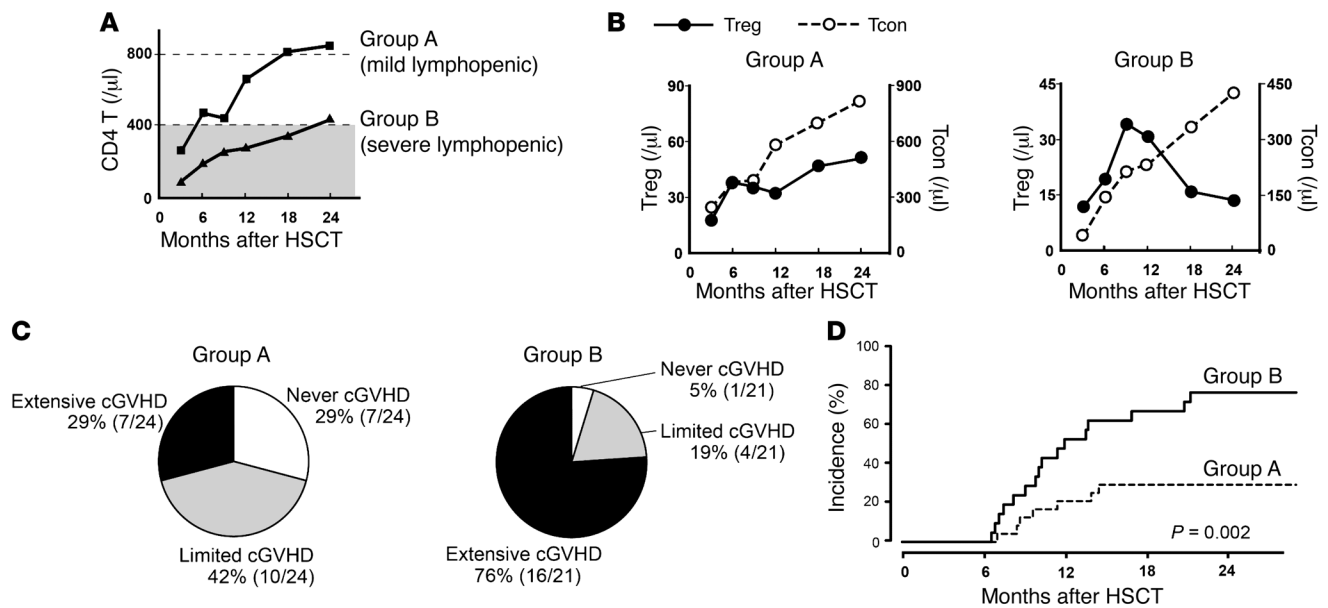 A
CD4 T (/µl)
800
400
0
Group A
(mild lymphopenic)
Group B
(severe lymphopenic)
0 6 12 18 24
Months after HSCT
B
Treg Tcon
Group A
Treg (/µl)
90
60
30
0
900
600
300
0
Tcon (/µl)
0 6 12 18 24
Months after HSCT
Group B
Treg (/µl)
45
30
15
0
450
300
150
0
Tcon (/µl)
0 6 12 18 24
Months after HSCT
C
Group A
Extensive cGVHD
29% (7/24)
Never cGVHD
29% (7/24)
Limited cGVHD
42% (10/24)
Group B
Never cGVHD
5% (1/21)
Limited cGVHD
19% (4/21)
Extensive cGVHD
76% (16/21)
D
Incidence (%)
100
80
60
40
20
0
Group B
Group A
P = 0.002
0 6 12 18 24
Months after HSCT